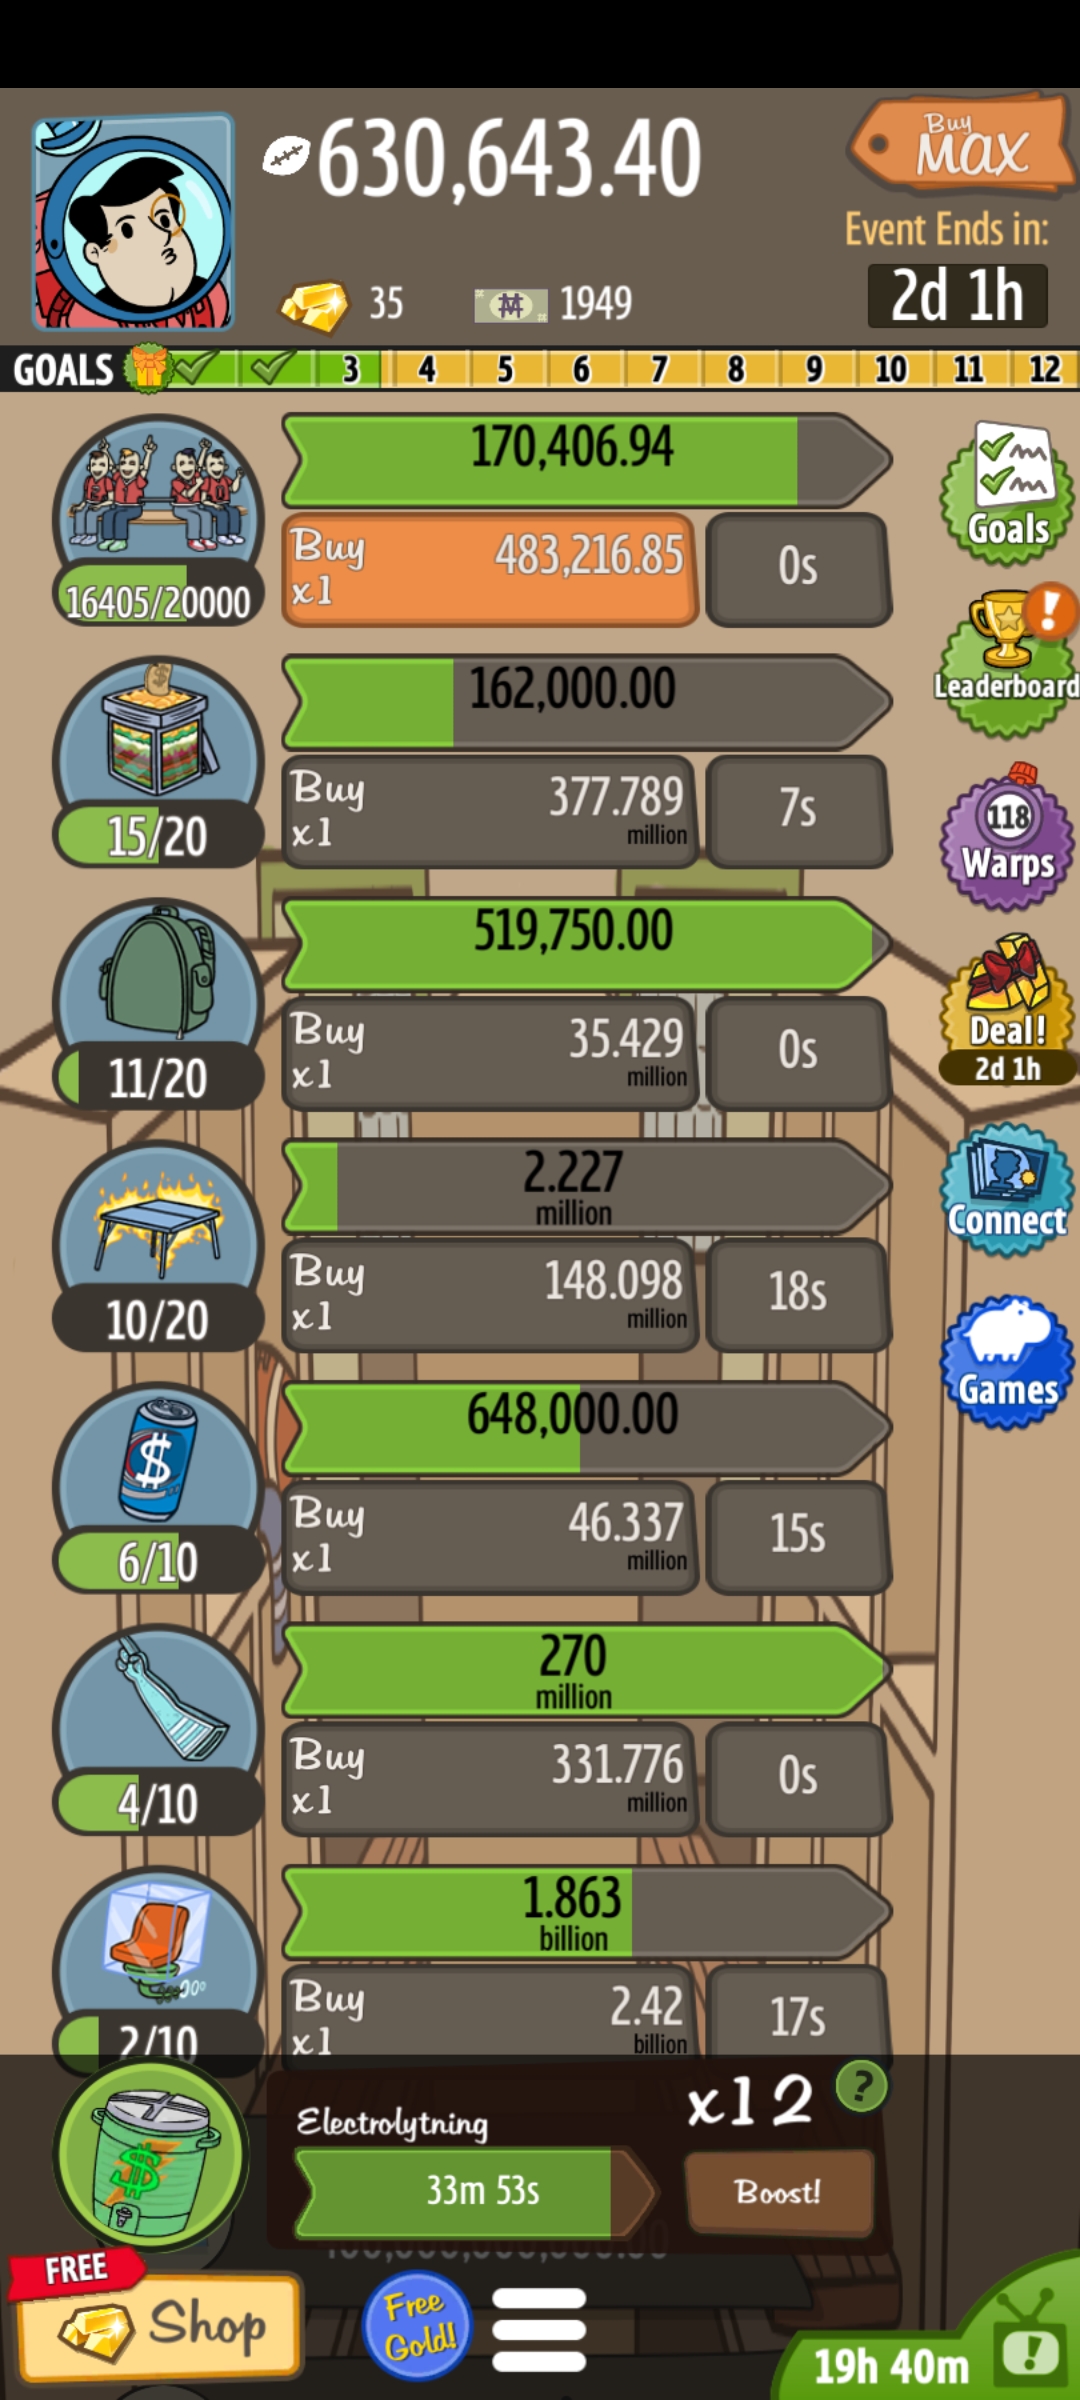 630,643.40
Buy
MAX
Event Ends in:
35
1949
2d 1h
GOALS 3 4 5 6 7 8 9 10 11 12
170,406.94
Goals
16405/20000
Buy
x1
483,216.85
0s
162,000.00
Leaderboard
15/20
Buy
x1
377.789
million
7s
118
Warps
519,750.00
11/20
Buy
x1
35.429
million
0s
Deal!
2d 1h
2.227
million
10/20
Buy
x1
148.098
million
18s
Connect
648,000.00
6/10
Buy
x1
46.337
million
15s
Games
270
million
4/10
Buy
x1
331.776
million
0s
1.863
billion
2/10
Buy
x1
2.42
billion
17s
Electrolytning
x12
?
33m 53s
Boost!
FREE
Shop
Free
Gold!
19h 40m